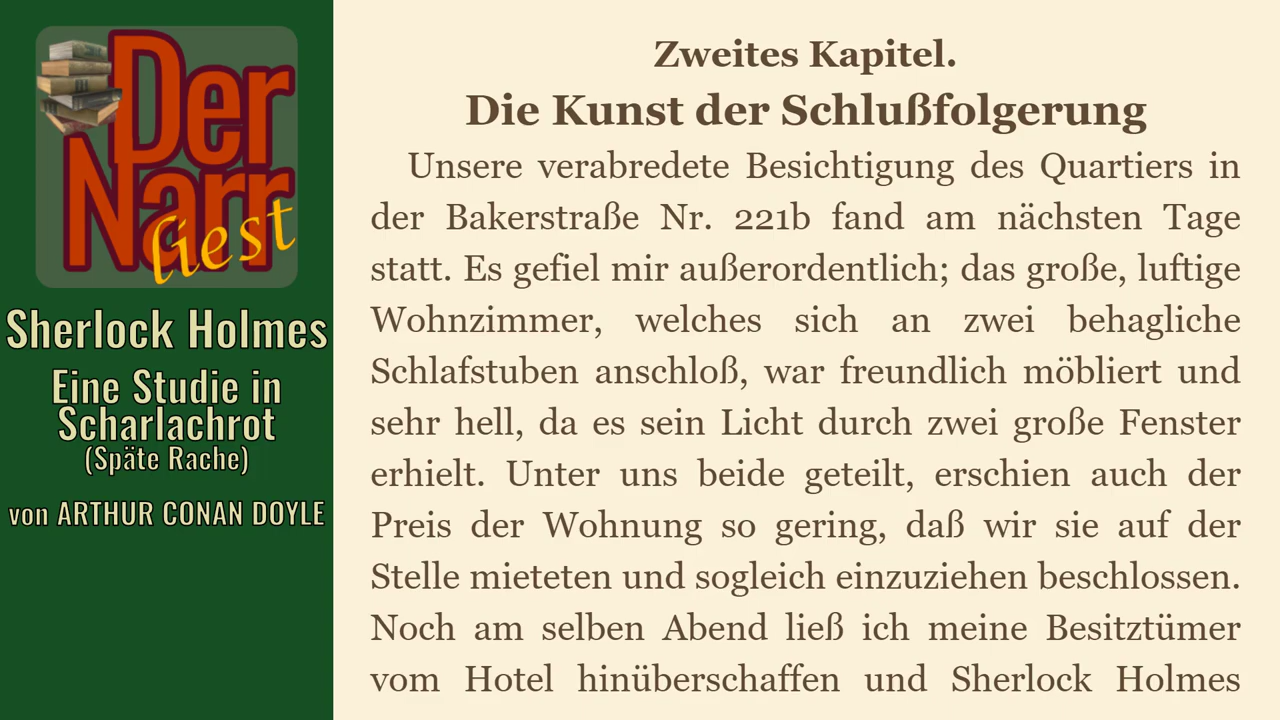 Der
Narr
liest
Sherlock Holmes
Eine Studie in
Scharlachrot
(Späte Rache)
von ARTHUR CONAN DOYLE
Zweites Kapitel.
Die Kunst der Schlußfolgerung
Unsere verabredete Besichtigung des Quartiers in
der Bakerstraße Nr. 221b fand am nächsten Tage
statt. Es gefiel mir außerordentlich; das große, luftige
Wohnzimmer, welches sich an zwei behagliche
Schlafstuben anschloß, war freundlich möbliert und
sehr hell, da es sein Licht durch zwei große Fenster
erhielt. Unter uns beide geteilt, erschien auch der
Preis der Wohnung so gering, daß wir sie auf der
Stelle mieteten und sogleich einzuziehen beschlossen.
Noch am selben Abend ließ ich meine Besitztümer
vom Hotel hinüberschaffen und Sherlock Holmes